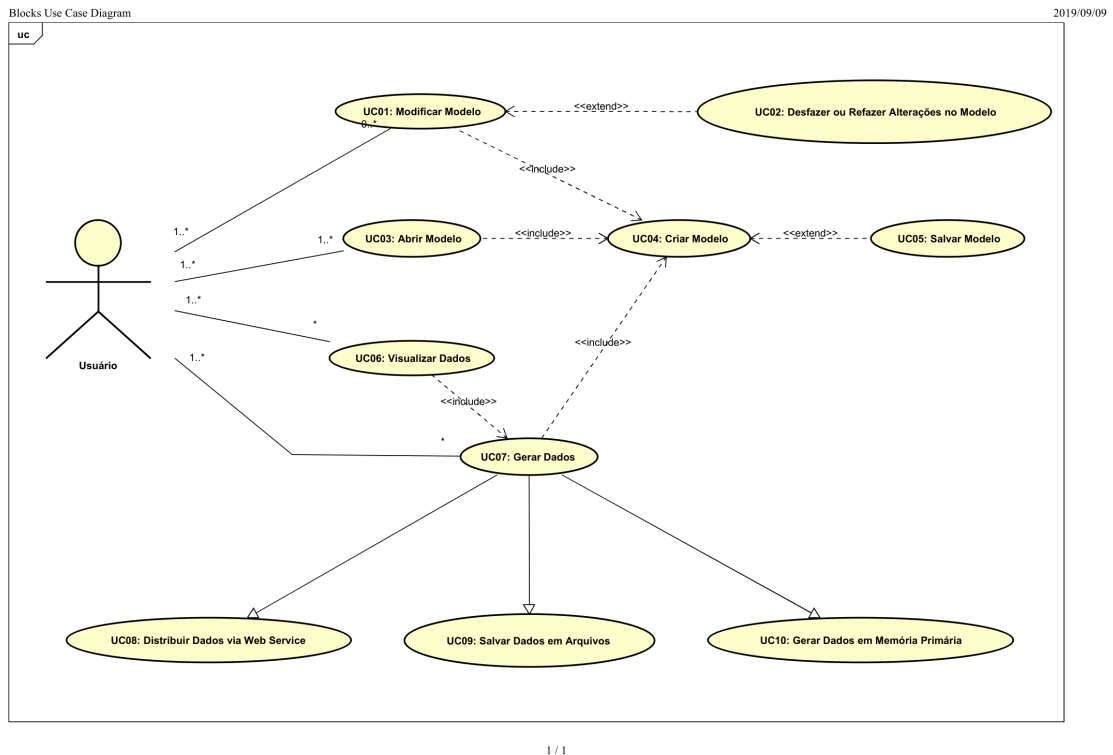 Blocks Use Case Diagram
2019/09/09
uc
UC01: Modificar Modelo
0..*
<<extend>>
UC02: Desfazer ou Refazer Alterações no Modelo
<<include>>
1..*
1..*
UC03: Abrir Modelo
<<include>>
UC04: Criar Modelo
<<extend>>
UC05: Salvar Modelo
1..*
1..*
*
<<include>>
UC06: Visualizar Dados
1..*
Usuário
<<include>>
*
UC07: Gerar Dados
UC08: Distribuir Dados via Web Service
UC09: Salvar Dados em Arquivos
UC10: Gerar Dados em Memória Primária
1 / 1